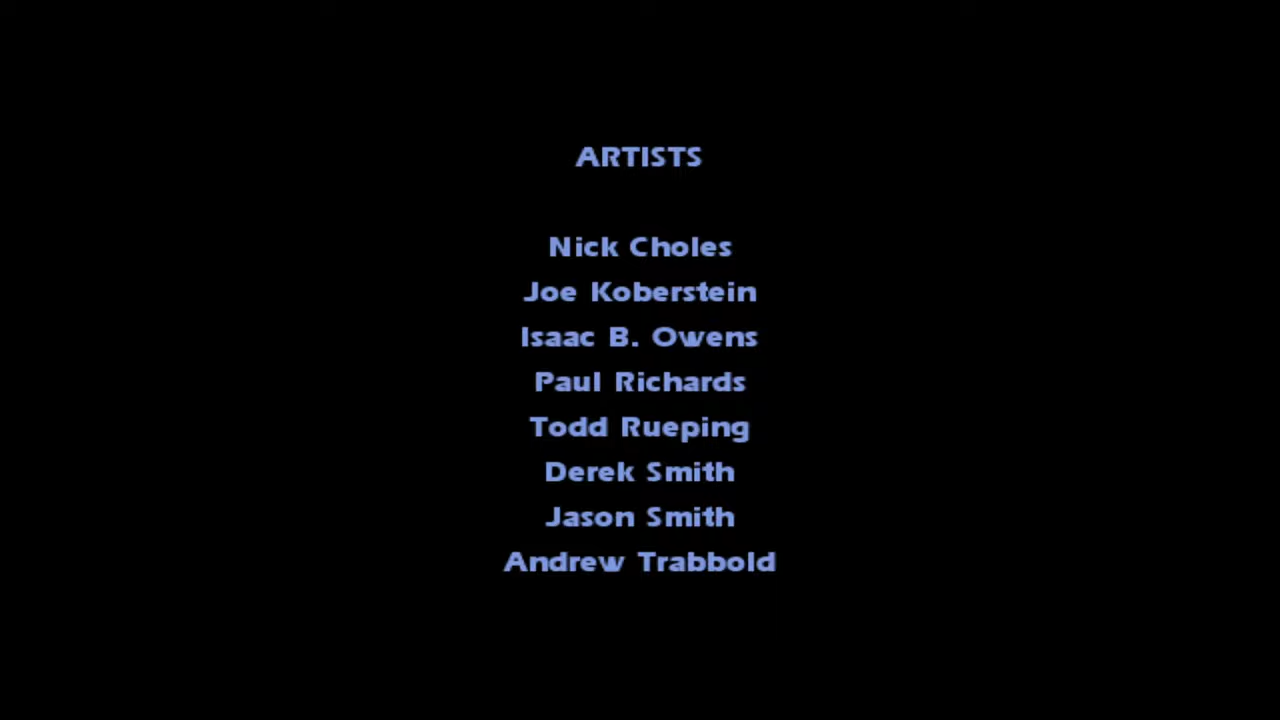 ARTISTS
Nick Choles
Joe Koberstein
Isaac B. Owens
Paul Richards
Todd Rueping
Derek Smith
Jason Smith
Andrew Trabbold